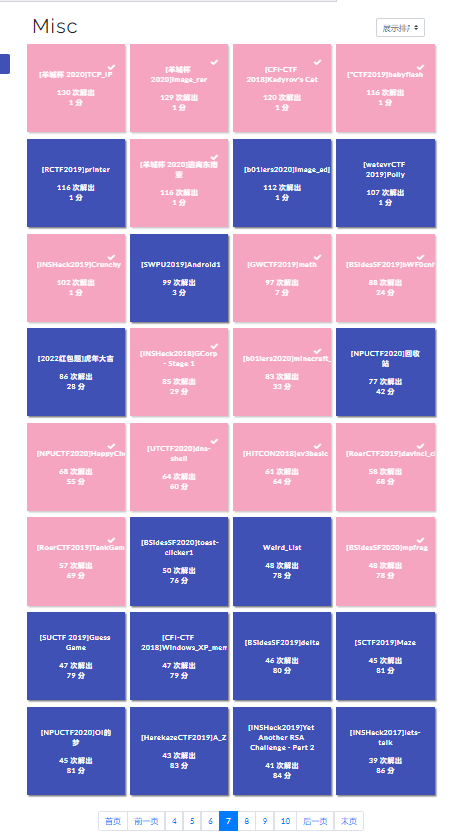 Misc
展示排序
[羊城杯 2020]TCP_IP
130 次解出
1 分
[羊城杯
2020]image_rar
129 次解出
1 分
[CFI-CTF
2018]Kadyrov's Cat
120 次解出
1 分
[*CTF2019]babyflash
116 次解出
1 分
[RCTF2019]printer
116 次解出
1 分
[羊城杯 2020]逃离东南
亚
116 次解出
1 分
[b01lers2020]image_adj
112 次解出
1 分
[watevrCTF
2019]Polly
107 次解出
1 分
[INSHack2019]Crunchy
102 次解出
1 分
[SWPU2019]Android1
99 次解出
3 分
[GWCTF2019]math
97 次解出
7 分
[BSidesSF2019]bWF0cnl
88 次解出
24 分
[2022红包题]虎年大吉
86 次解出
28 分
[INSHack2018]GCorp
- Stage 1
85 次解出
29 分
[b01lers2020]minecraft_
83 次解出
33 分
[NPUCTF2020]回收
站
77 次解出
42 分
[NPUCTF2020]HappyChe
68 次解出
55 分
[UTCTF2020]dns-
shell
64 次解出
60 分
[HITCON2018]ev3basic
61 次解出
64 分
[RoarCTF2019]davinci_ci
58 次解出
68 分
[RoarCTF2019]TankGam
57 次解出
69 分
[BSidesSF2020]toast-
clicker1
50 次解出
76 分
Weird_List
48 次解出
78 分
[BSidesSF2020]mpfrag
48 次解出
78 分
[SUCTF 2019]Guess
Game
47 次解出
79 分
[CFI-CTF
2018]Windows_XP_mem
47 次解出
79 分
[BSidesSF2019]delta
46 次解出
80 分
[SCTF2019]Maze
45 次解出
81 分
[NPUCTF2020]OI的
梦
45 次解出
81 分
[HarekazeCTF2019]A_Z
43 次解出
83 分
[INSHack2019]Yet
Another RSA
Challenge - Part 2
41 次解出
84 分
[INSHack2017]lets-
talk
39 次解出
86 分
首页 前一页 4 5 6 7 8 9 10 后一页 末页